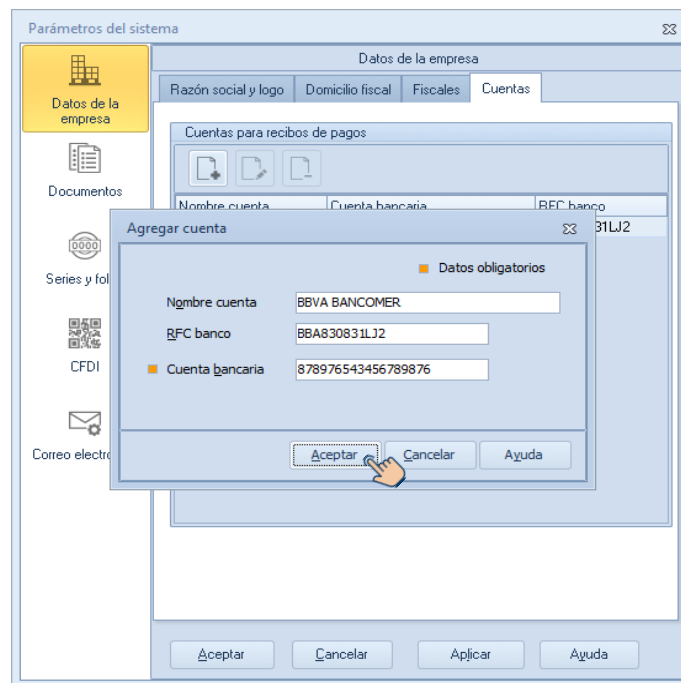 Parámetros del sistema
Datos de la empresa
Datos de la empresa
Razón social y logo Domicilio fiscal Fiscales Cuentas
Cuentas para recibos de pagos
Documentos
Nombre cuenta Cuenta bancaria RFC banco
31LJ2
Agregar cuenta
Datos obligatorios
0000
Series y fol
Nombre cuenta BBVA BANCOMER
RFC banco BBA830831LJ2
CFDI
Cuenta bancaria 878976543456789876
Correo electr
Aceptar Cancelar Ayuda
Aceptar Cancelar Aplicar Ayuda